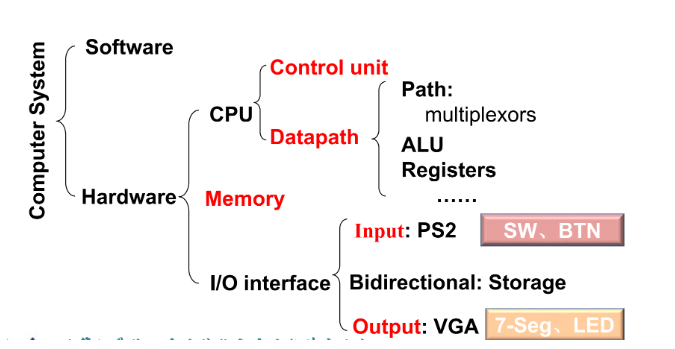 Computer System
Software
Hardware
CPU
Control unit
Datapath
Path:
multiplexors
ALU
Registers
......
Memory
I/O interface
Input: PS2
SW、BTN
Bidirectional: Storage
Output: VGA
7-Seg、LED